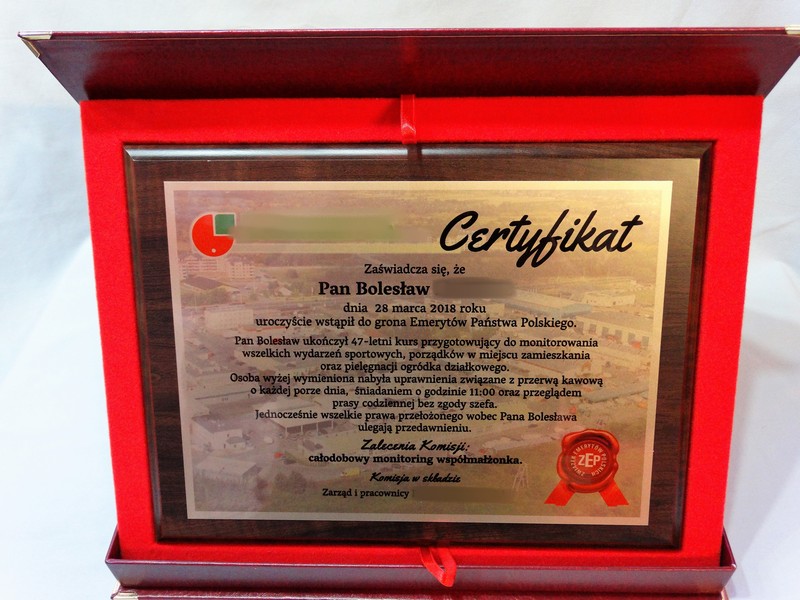 Certyfikat
Zaświadcza się, że
Pan Bolesław
dnia 28 marca 2018 roku
uroczyście wstąpił do grona Emerytów Państwa Polskiego.
Pan Bolesław ukończył 47-letni kurs przygotowujący do monitorowania
wszelkich wydarzeń sportowych, porządków w miejscu zamieszkania
oraz pielęgnacji ogródka działkowego.
Osoba wyżej wymieniona nabyła uprawnienia związane z przerwą kawową
o każdej porze dnia, śniadaniem o godzinie 11:00 oraz przeglądem
prasy codziennej bez zgody szefa.
Jednocześnie wszelkie prawa przełożonego wobec Pana Bolesława
ulegają przedawnieniu.
Zalecenia Komisji:
całodobowy monitoring współmałżonka.
Komisja w składzie
Zarząd i pracownicy
ZWIĄZEK EMERYTÓW POLSKICH
ZEP